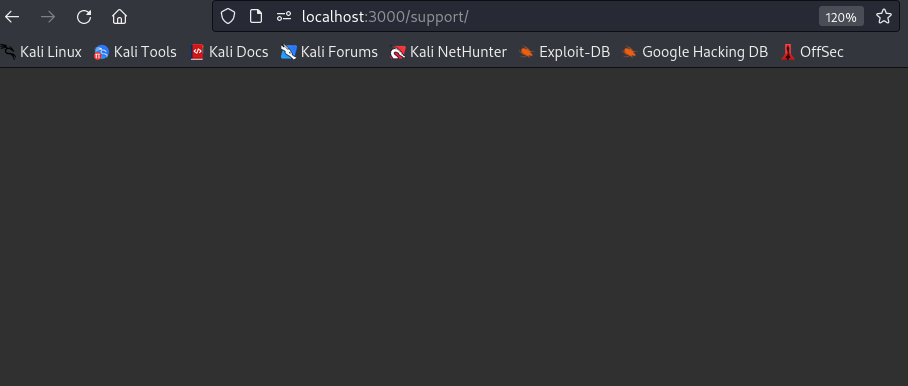 localhost:3000/support/ 120%
Kali Linux Kali Tools Kali Docs Kali Forums Kali NetHunter Exploit-DB Google Hacking DB OffSec